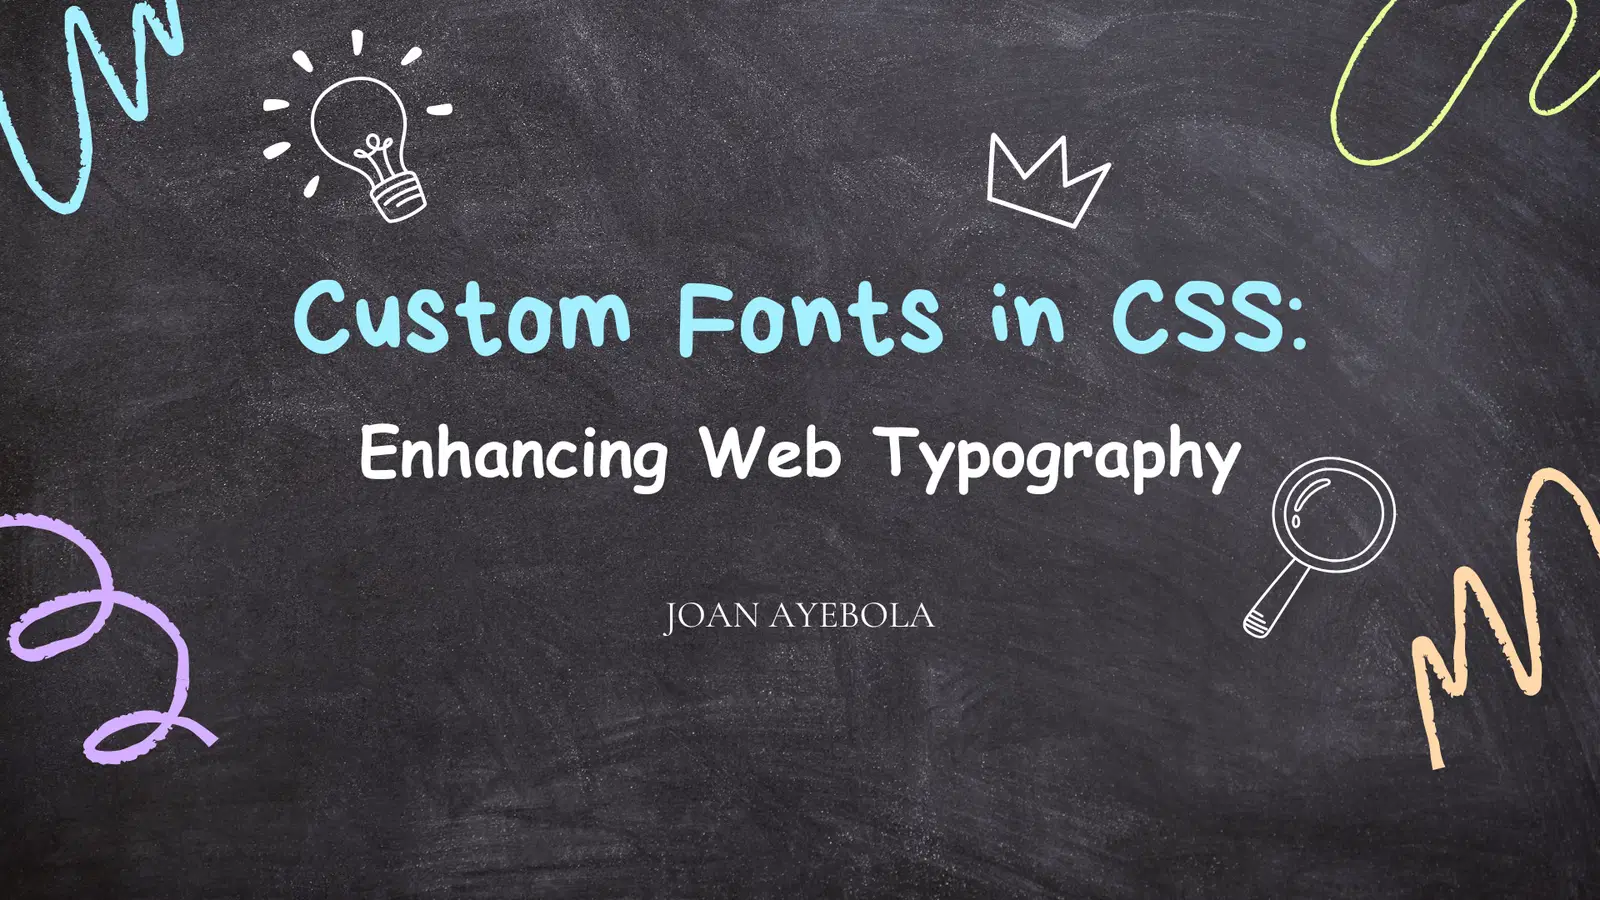 Custom Fonts in CSS:
Enhancing Web Typography
JOAN AYEBOLA